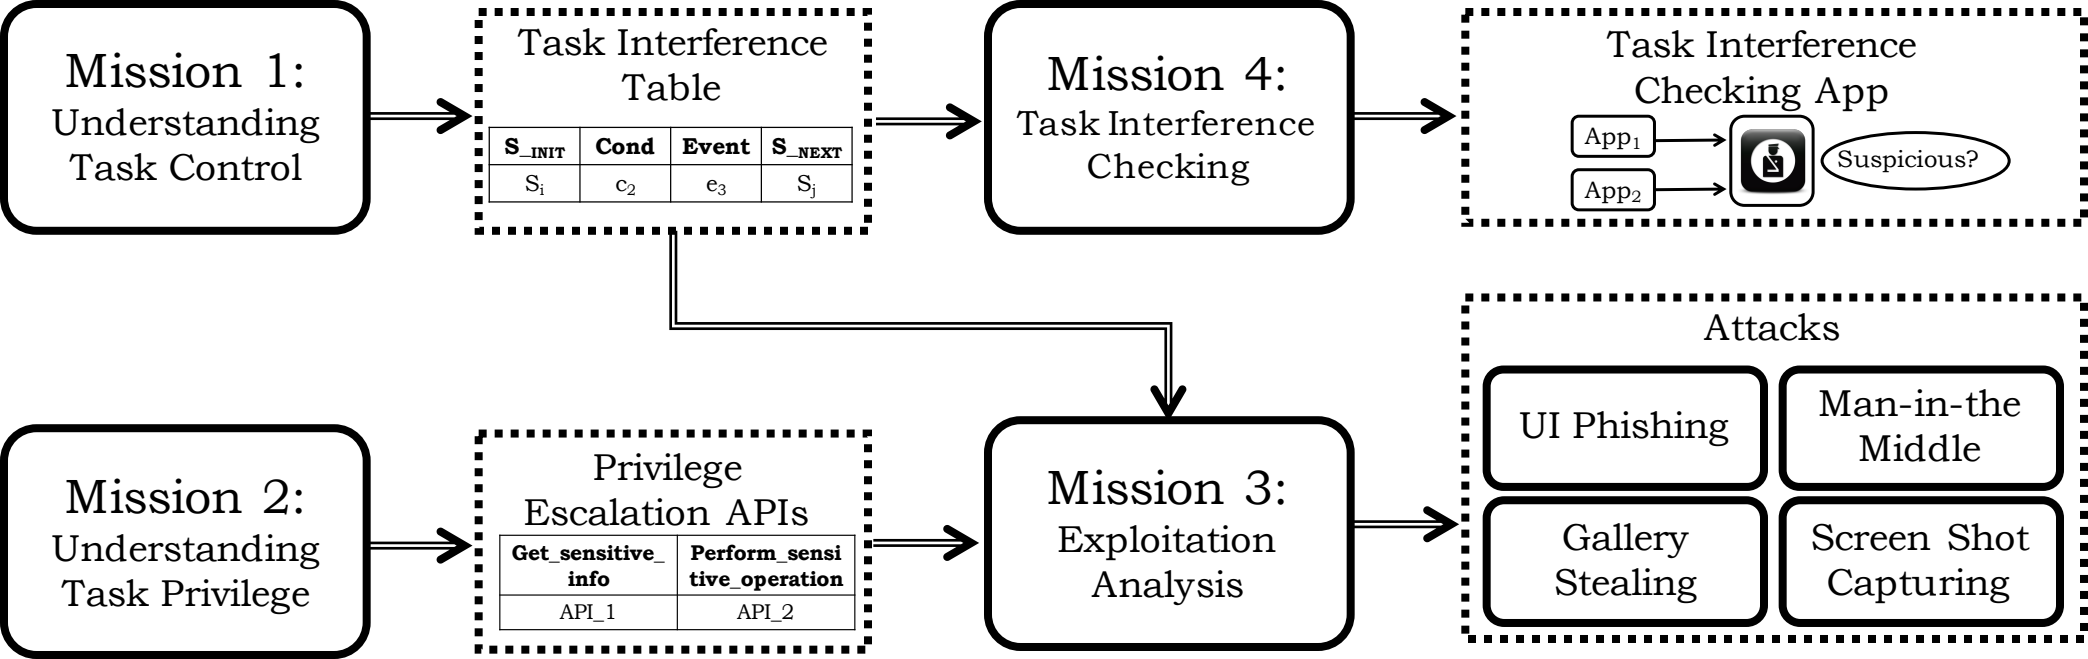 Mission 1:
Understanding
Task Control
Task Interference
Table
S_INIT Cond Event S_NEXT
Si c2 e3 Sj
Mission 4:
Task Interference
Checking
Task Interference
Checking App
App1
App2
Suspicious?
Mission 2:
Understanding
Task Privilege
Privilege
Escalation APIs
Get_sensitive_
info
Perform_sensi
tive_operation
API_1 API_2
Mission 3:
Exploitation
Analysis
Attacks
UI Phishing
Man-in-the
Middle
Gallery
Stealing
Screen Shot
Capturing